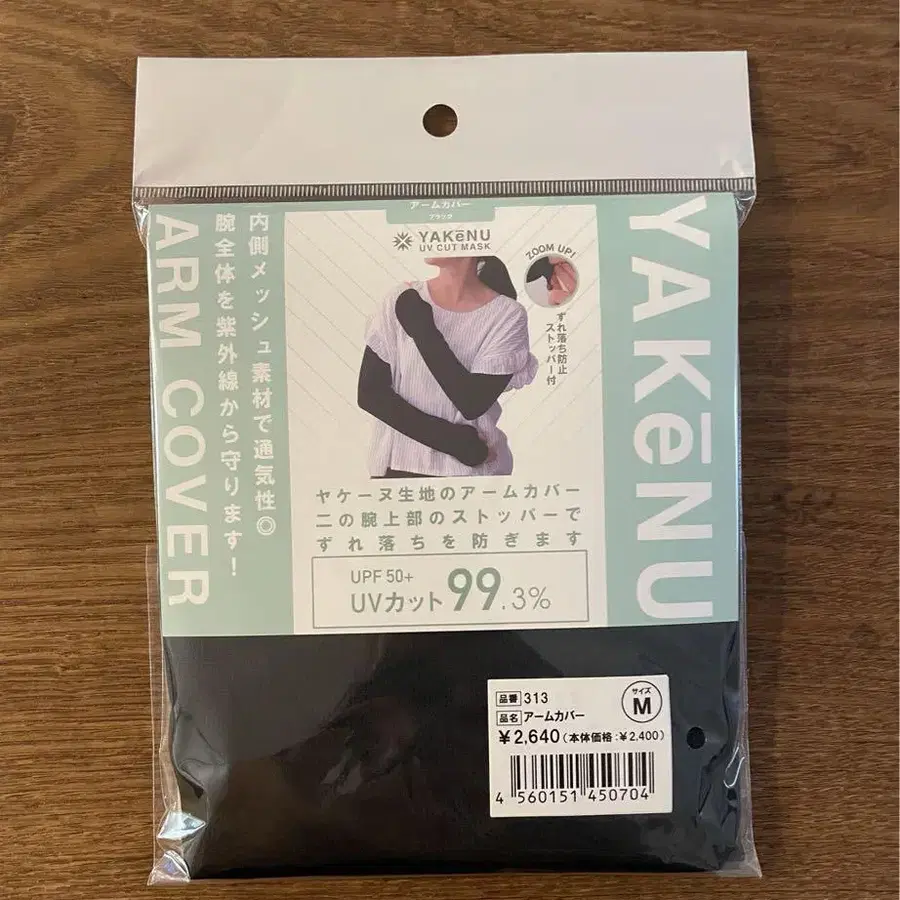 アームカバー
ブラック
YAKēNU
UV CUT MASK
ZOOM UP!
ずれ落ち防止
ストッパー付
内側メッシュ素材で通気性◎
腕全体を紫外線から守ります!
ARM COVER
YAKēNU
ヤケーヌ生地のアームカバー
二の腕上部のストッパーで
ずれ落ちを防ぎます
UPF 50+
UVカット 99.3%
品番 313
品名 アームカバー
サイズ
M
¥2,640(本体価格:¥2,400)
4 560151 450704